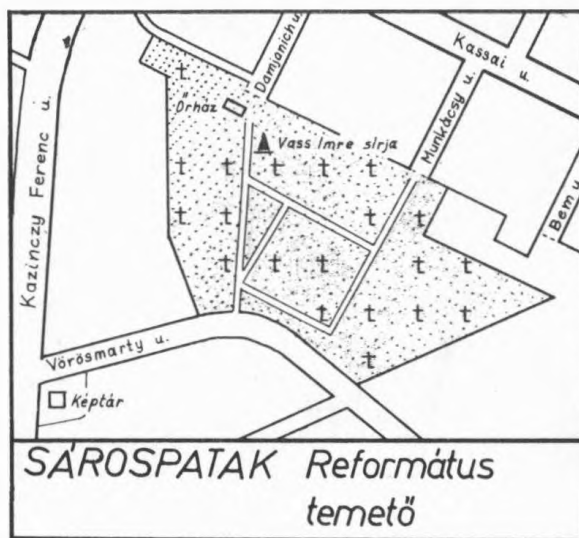 Kassai u.
Damjanich u.
Munkácsy u.
Őrház
Vass Imre sírja
Kazinczy Ferenc u.
Bem u.
Vörösmarty u.
Képtár
SÁROSPATAK Református
temető